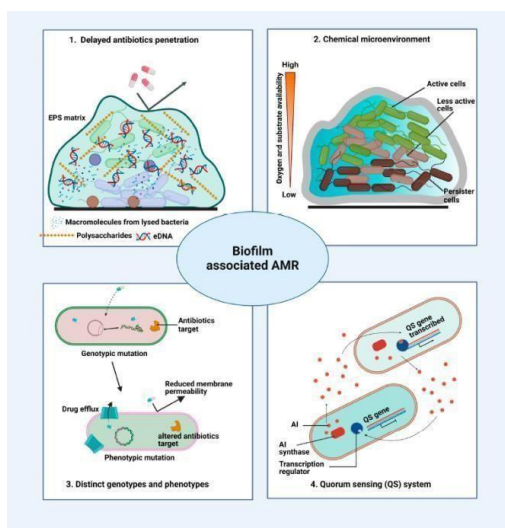 1. Delayed antibiotics penetration
EPS matrix
Macromolecules from lysed bacteria
Polysaccharides
eDNA
2. Chemical microenvironment
High
Oxygen and substrate availability
Low
Active cells
Less active
cells
Persister
cells
Biofilm
associated AMR
Antibiotics
target
Genotypic mutation
Reduced membrane
permeability
Drug efflux
altered antibiotics
target
Phenotypic mutation
3. Distinct genotypes and phenotypes
QS gene
transcribed
QS gene
AI
AI
synthase
Transcription
regulator
4. Quorum sensing (QS) system